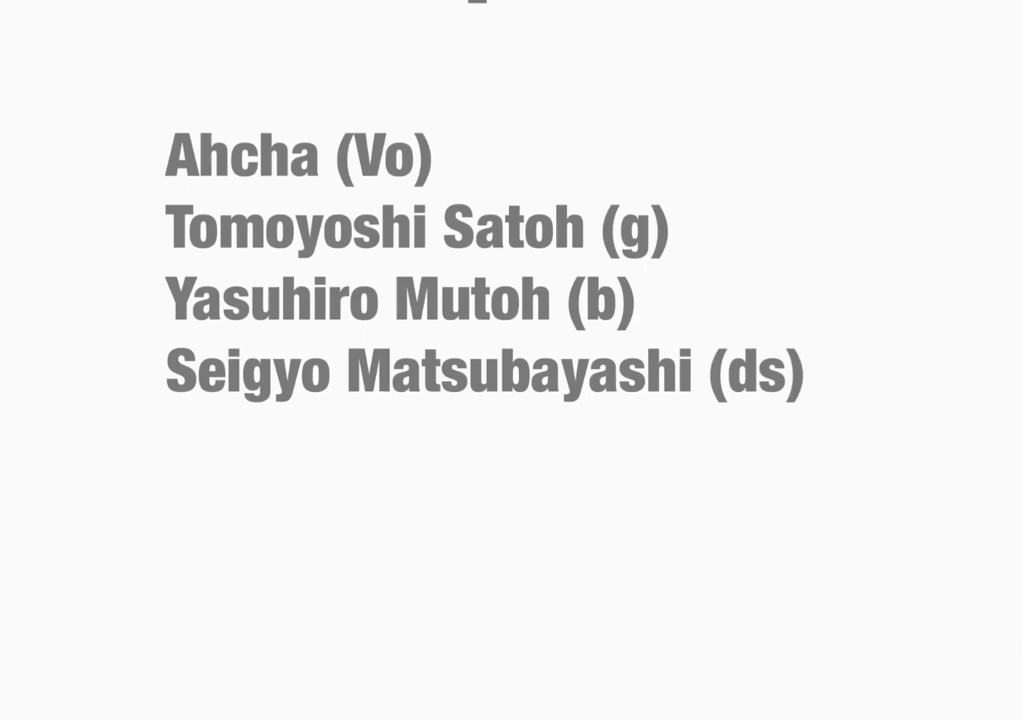 Ahcha (Vo)
Tomoyoshi Satoh (g)
Yasuhiro Mutoh (b)
Seigyo Matsubayashi (ds)